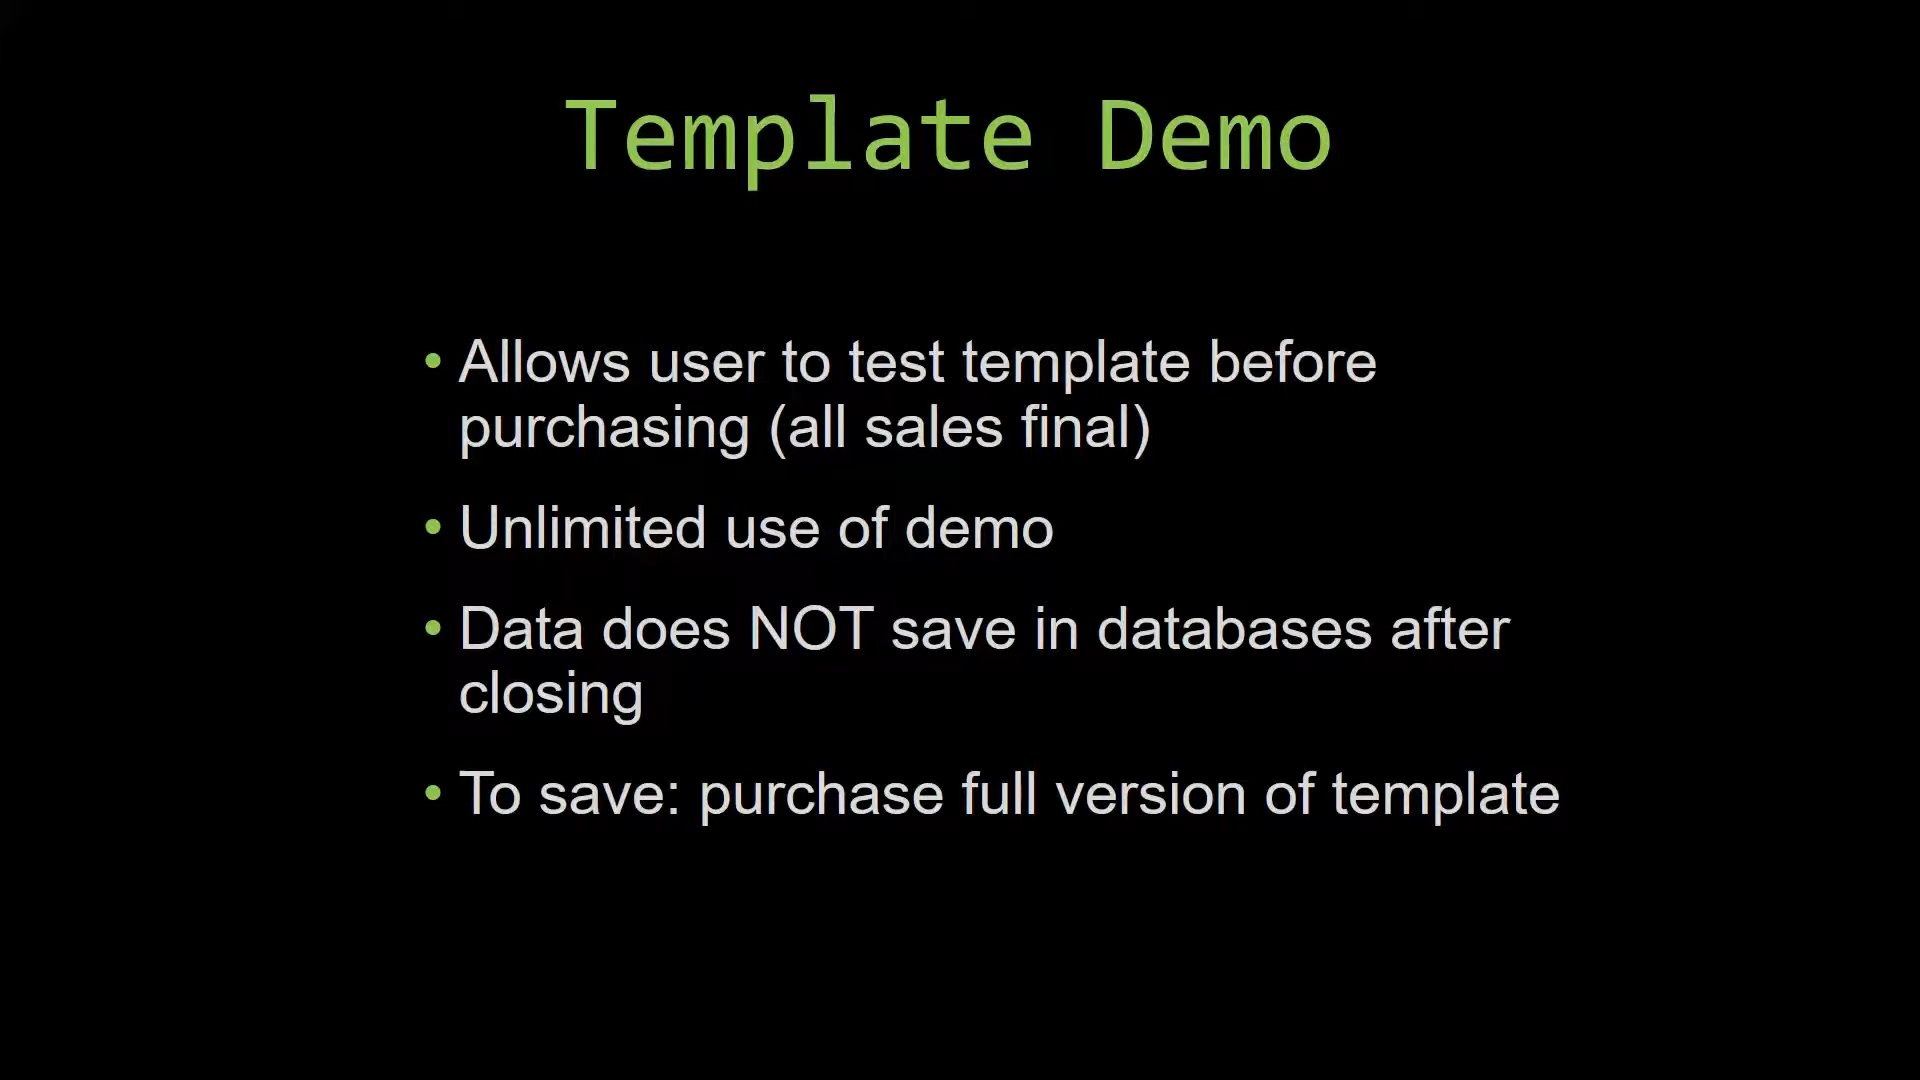 Template Demo
• Allows user to test template before
purchasing (all sales final)
• Unlimited use of demo
• Data does NOT save in databases after
closing
• To save: purchase full version of template